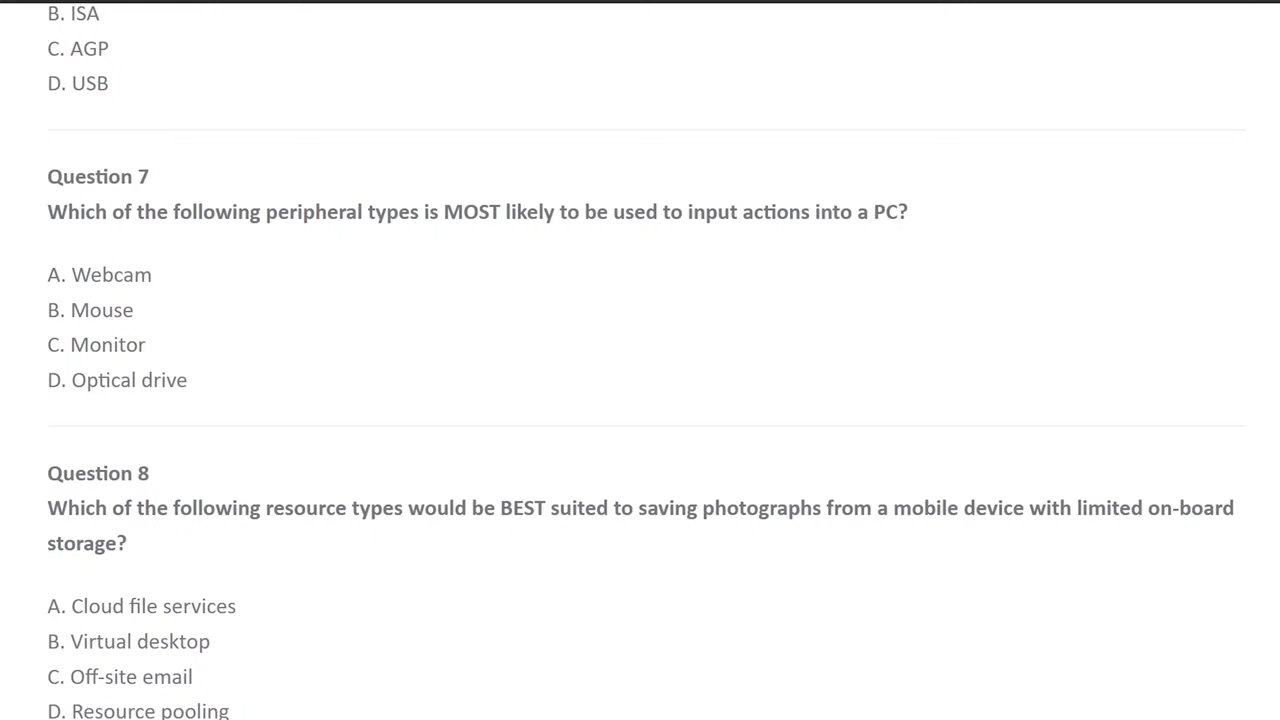 B. ISA
C. AGP
D. USB
Question 7
Which of the following peripheral types is MOST likely to be used to input actions into a PC?
A. Webcam
B. Mouse
C. Monitor
D. Optical drive
Question 8
Which of the following resource types would be BEST suited to saving photographs from a mobile device with limited on-board
storage?
A. Cloud file services
B. Virtual desktop
C. Off-site email
D. Resource pooling